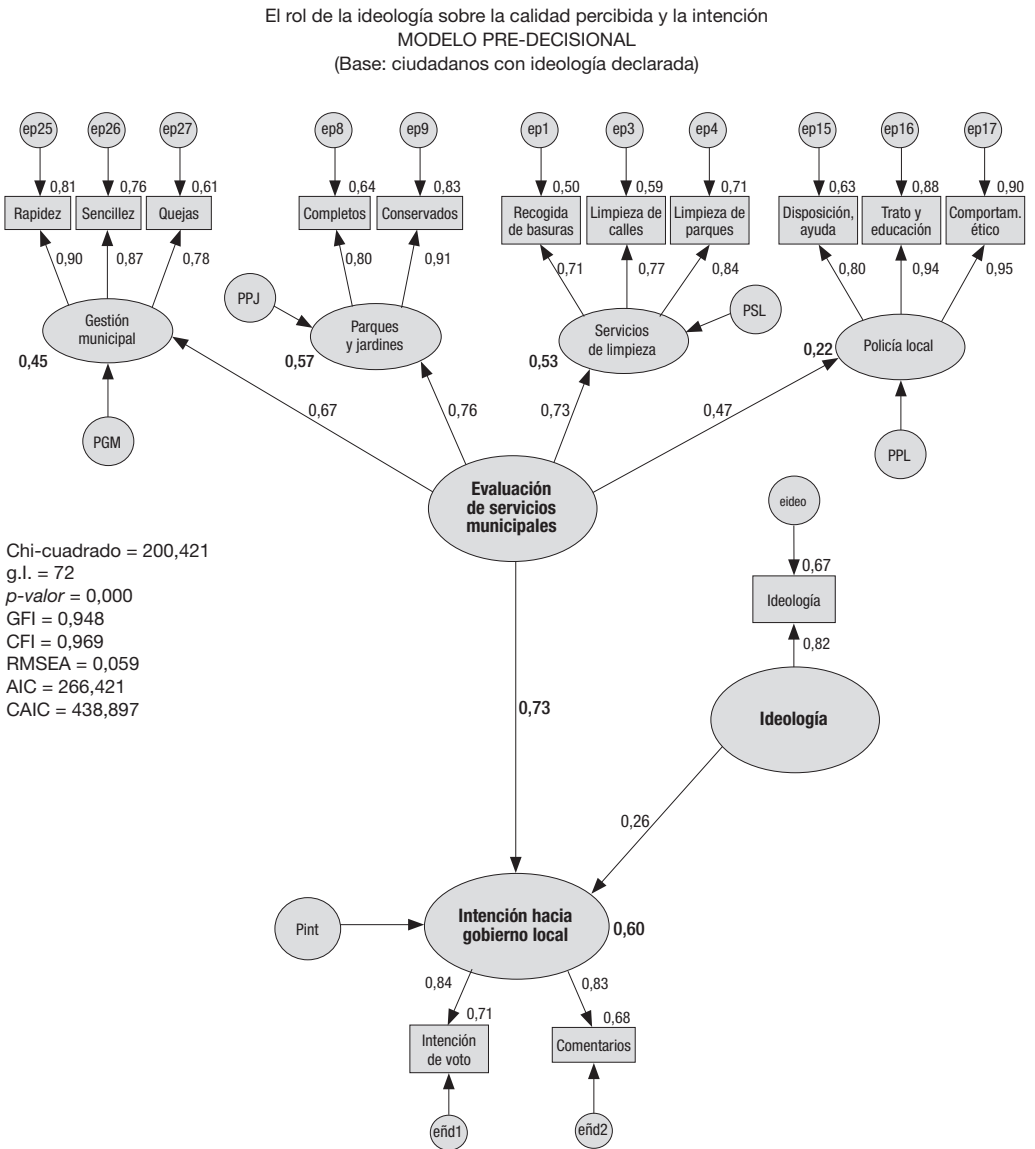 El rol de la ideología sobre la calidad percibida y la intención
MODELO PRE-DECISIONAL
(Base: ciudadanos con ideología declarada)
ep25 ep26 ep27 ep8 ep9 ep1 ep3 ep4 ep15 ep16 ep17
0,81 0,76 0,61 0,64 0,83 0,50 0,59 0,71 0,63 0,88 0,90
Rapidez
Sencillez
Quejas
Completos
Conservados
Recogida
de basuras
Limpieza de
calles
Limpieza de
parques
Disposición,
ayuda
Trato y
educación
Comportam.
ético
0,90 0,87 0,78 0,80 0,91 0,71 0,77 0,84 0,80 0,94 0,95
PPJ
PSL
Gestión
municipal
0,45
Parques
y jardines
0,57
Servicios
de limpieza
0,53
Policía local
0,22
0,67 0,76 0,73 0,47
PGM
PPL
Evaluación
de servicios
municipales
eideo
0,67
Ideología
0,82
Ideología
Chi-cuadrado = 200,421
g.l. = 72
p-valor = 0,000
GFI = 0,948
CFI = 0,969
RMSEA = 0,059
AIC = 266,421
CAIC = 438,897
0,73
0,26
Pint
Intención hacia
gobierno local
0,60
0,84 0,83
0,71 0,68
Intención
de voto
Comentarios
eñd1 eñd2